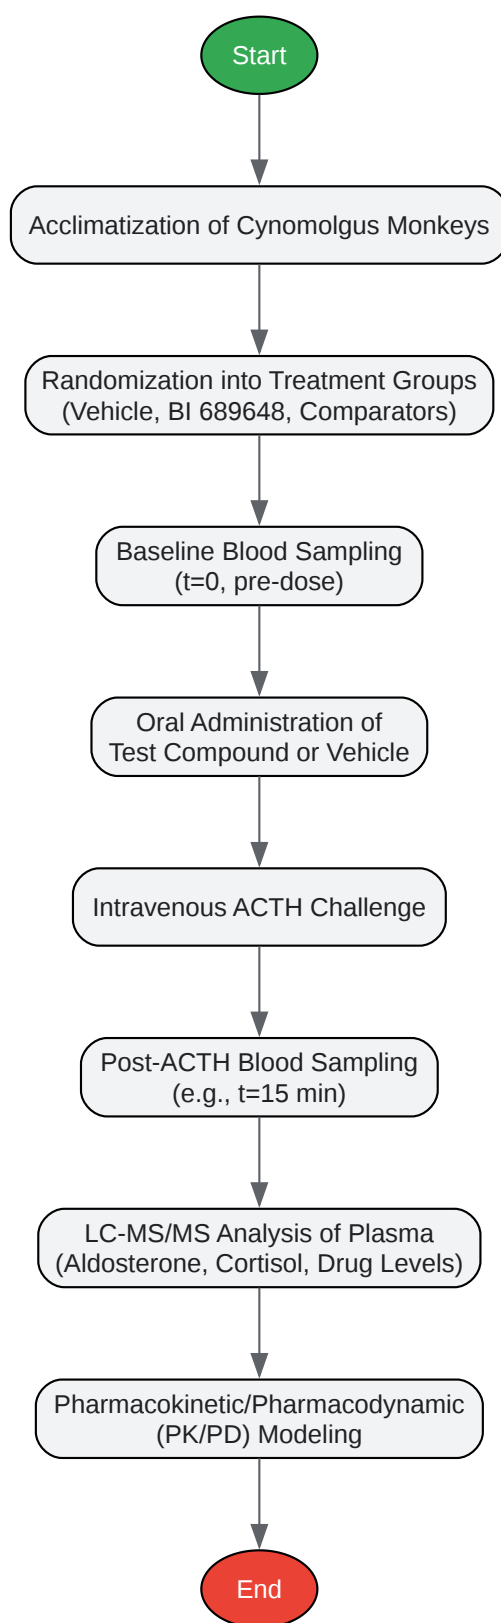 Start
Acclimatization of Cynomolgus Monkeys
Randomization into Treatment Groups
(Vehicle, BI 689648, Comparators)
Baseline Blood Sampling
(t=0, pre-dose)
Oral Administration of
Test Compound or Vehicle
Intravenous ACTH Challenge
Post-ACTH Blood Sampling
(e.g., t=15 min)
LC-MS/MS Analysis of Plasma
(Aldosterone, Cortisol, Drug Levels)
Pharmacokinetic/Pharmacodynamic
(PK/PD) Modeling
End